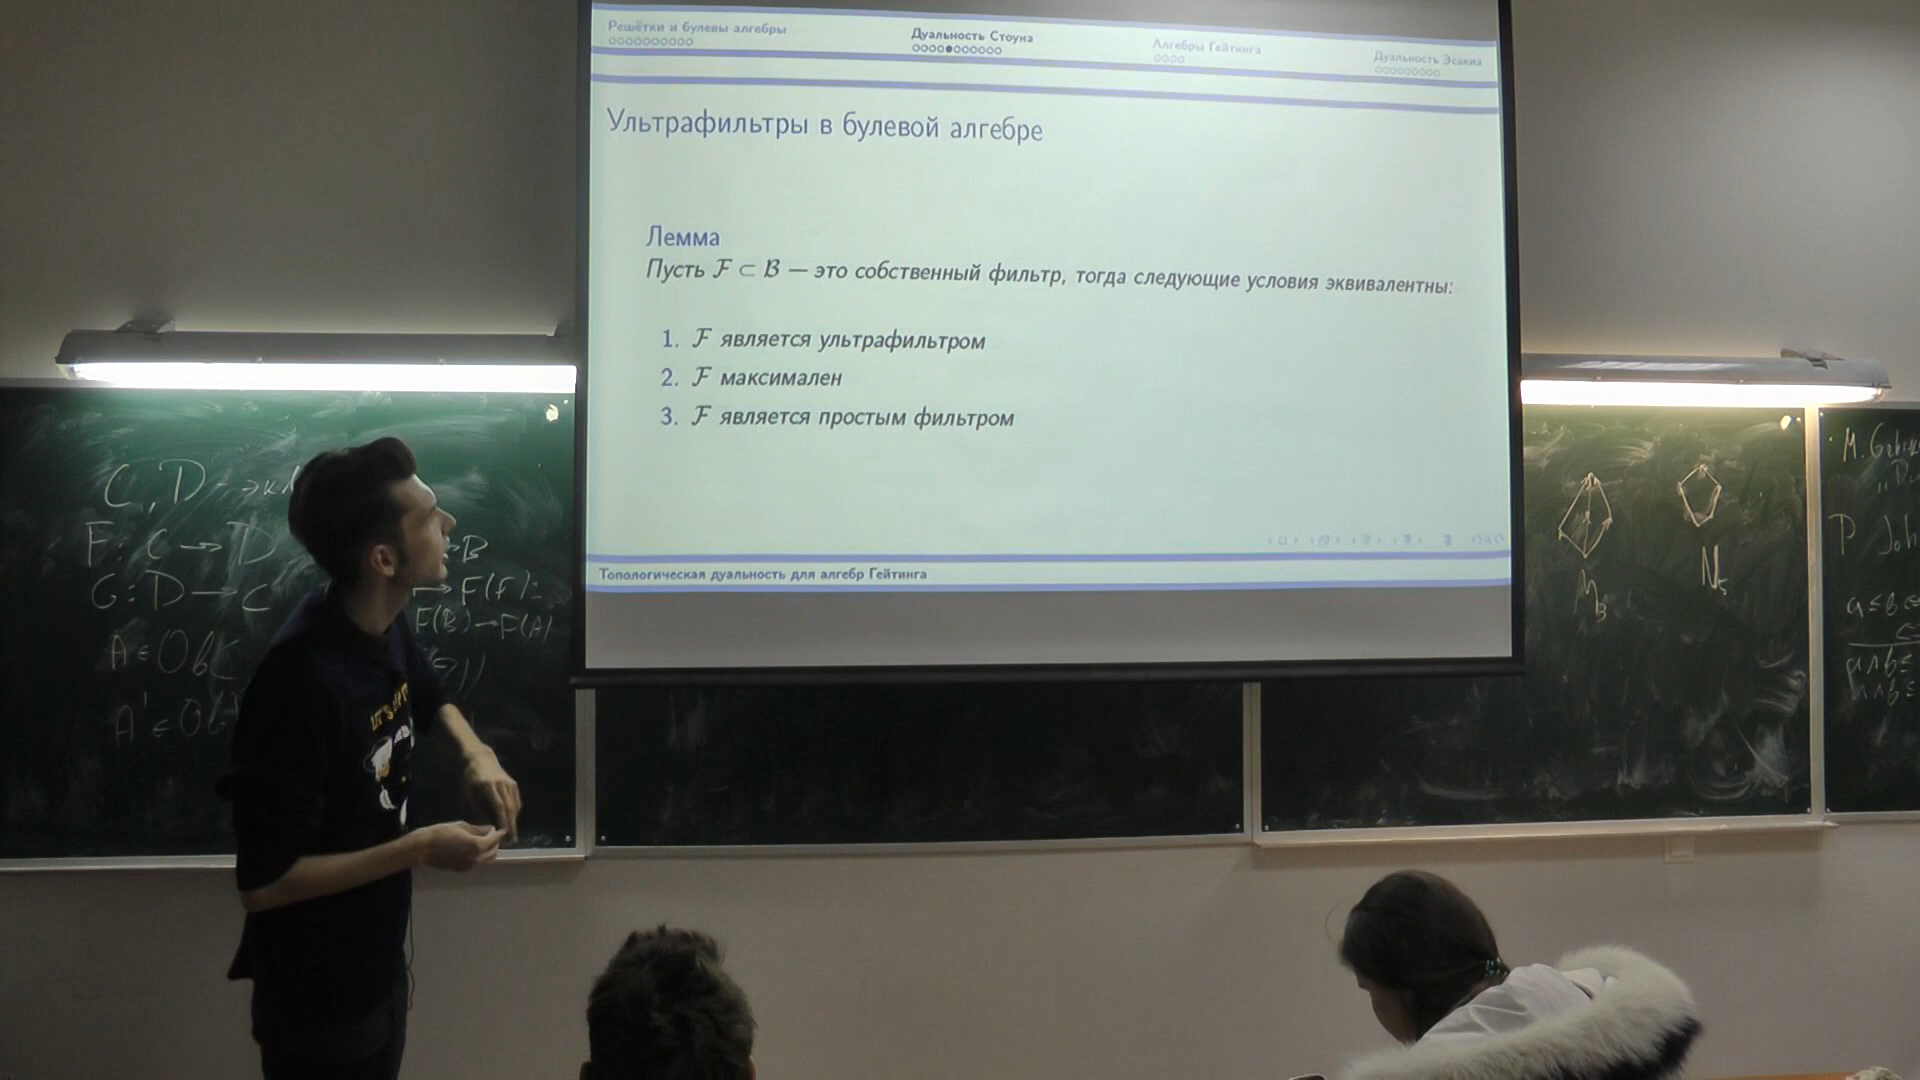 Решётки и булевы алгебры
Дуальность Стоуна
Алгебры Гейтинга
Дуальность Эсакиа
Ультрафильтры в булевой алгебре
Лемма
Пусть F ⊂ B — это собственный фильтр, тогда следующие условия эквивалентны:
1. F является ультрафильтром
2. F максимален
3. F является простым фильтром
Топологическая дуальность для алгебр Гейтинга
C, D
F: C → D
G: D → C
A ∈ Ob
A' ∈ Ob
→ F(f):
F(B) → F(A)
M3
N5
M.
P
a ≤ b
a ∧ b ≤